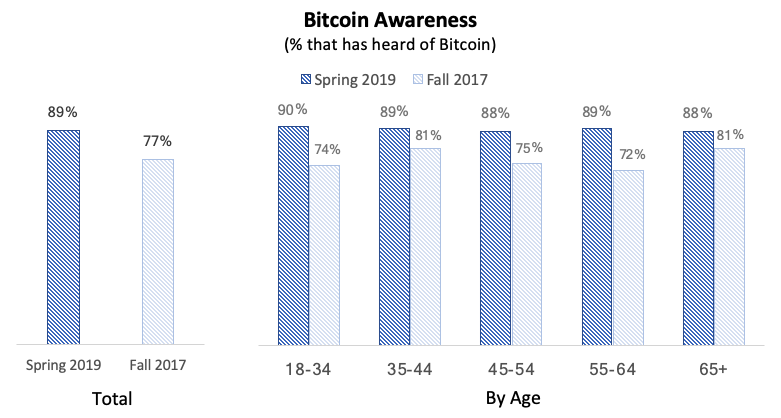 Bitcoin Awareness
(% that has heard of Bitcoin)
Spring 2019 Fall 2017
89%
77%
Spring 2019 Fall 2017
Total
90% 89% 88% 89% 88%
74% 81% 75% 72% 81%
18-34 35-44 45-54 55-64 65+
By Age